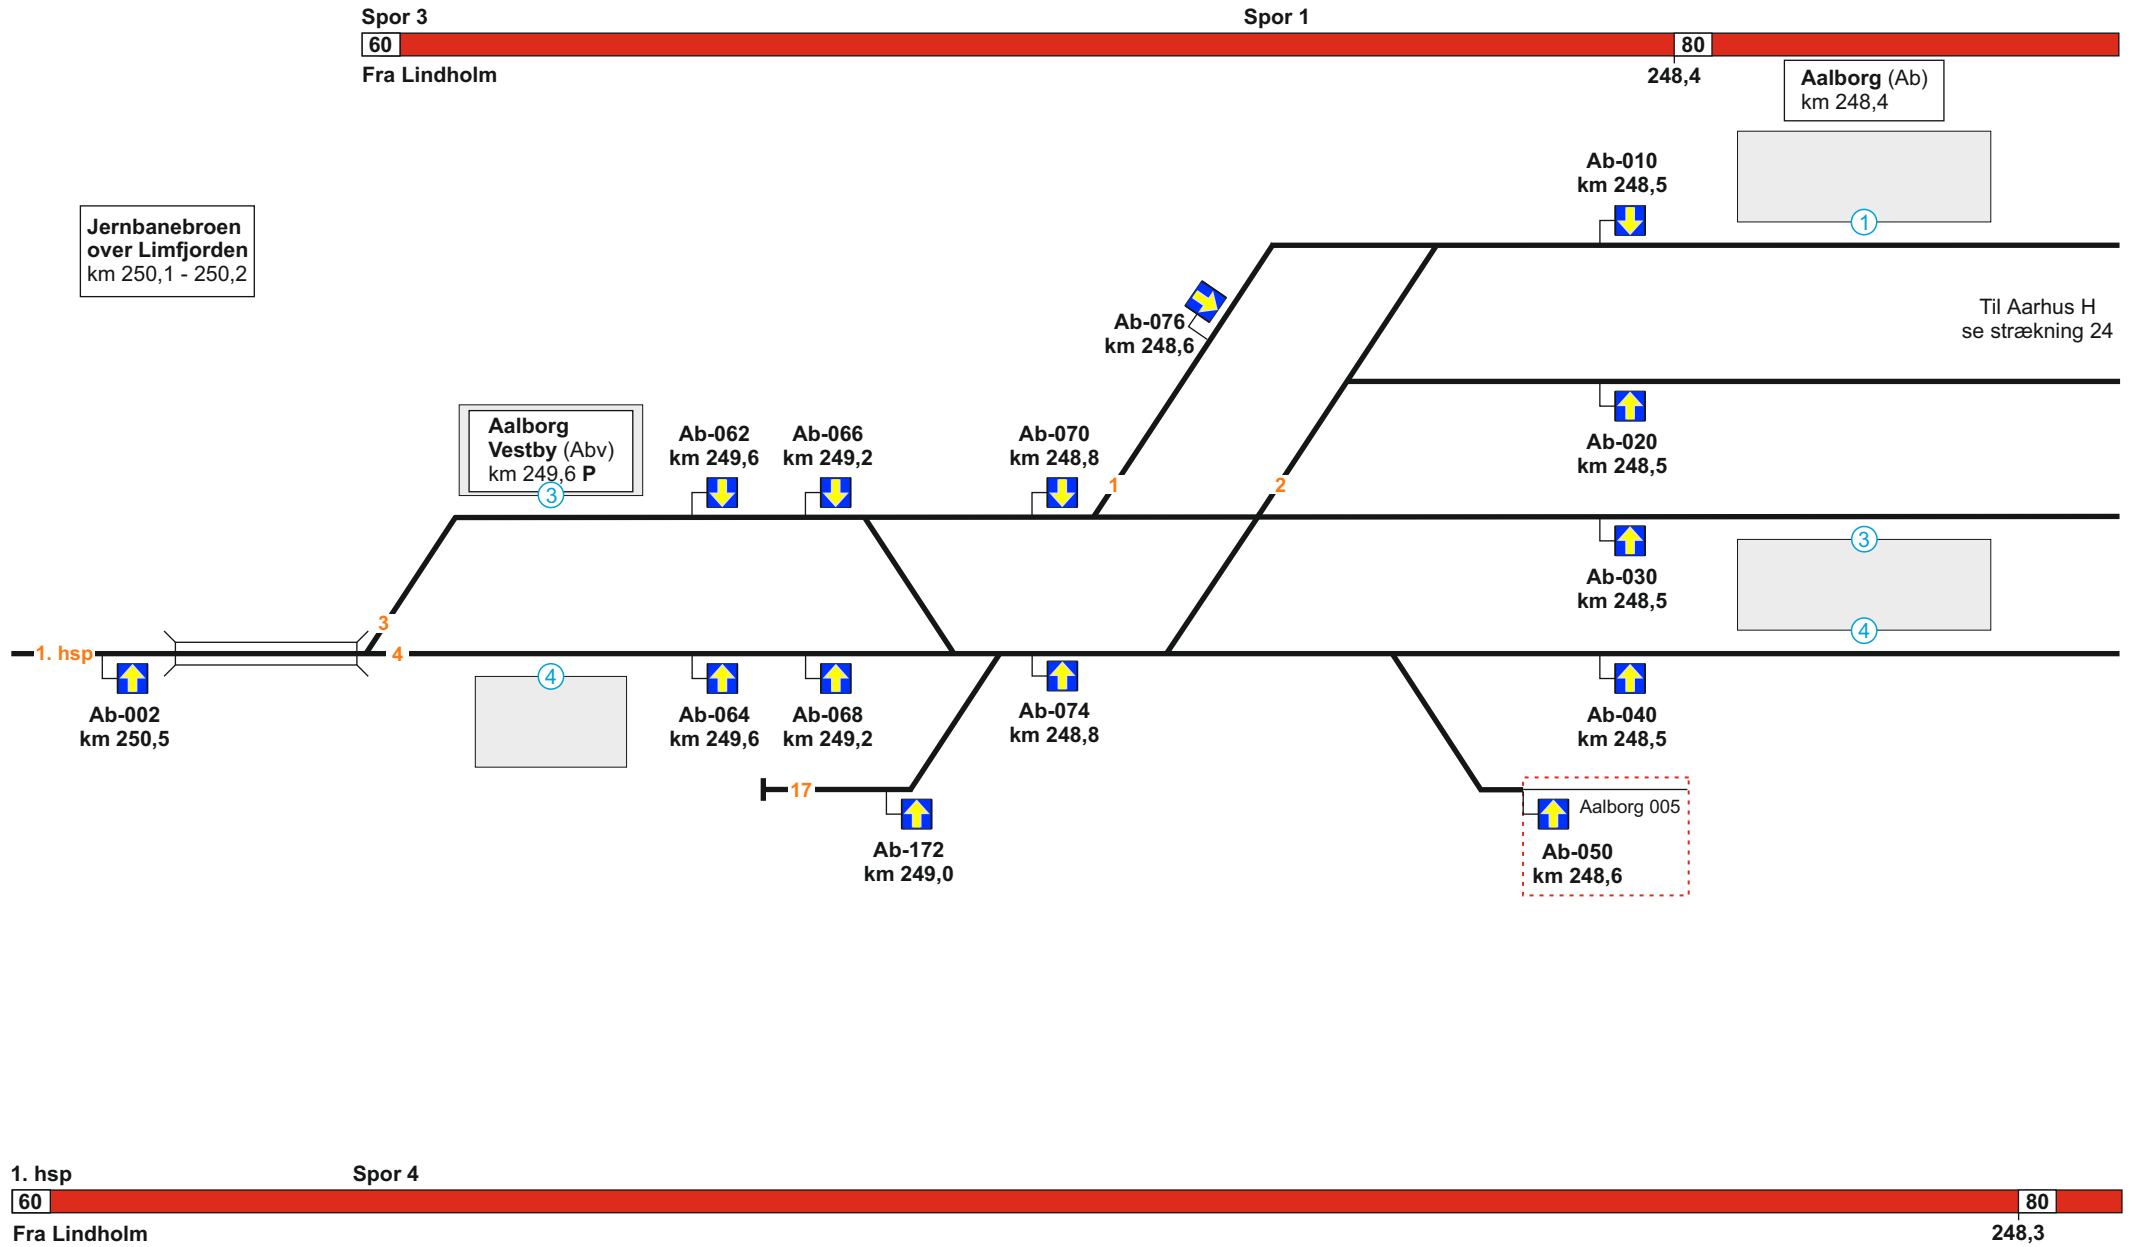 Spor 3
Spor 1
60
80
Fra Lindholm
248,4
Aalborg (Ab)
km 248,4
Ab-010
km 248,5
1
Jernbanebroen
over Limfjorden
km 250,1 - 250,2
Ab-076
km 248,6
Til Aarhus H
se strækning 24
Aalborg
Vestby (Abv)
km 249,6 P
3
Ab-062
km 249,6
Ab-066
km 249,2
Ab-070
km 248,8
1
2
Ab-020
km 248,5
Ab-030
km 248,5
3
4
3
1. hsp
4
4
Ab-002
km 250,5
Ab-064
km 249,6
Ab-068
km 249,2
Ab-074
km 248,8
Ab-040
km 248,5
17
Ab-172
km 249,0
Aalborg 005
Ab-050
km 248,6
1. hsp
Spor 4
60
80
Fra Lindholm
248,3